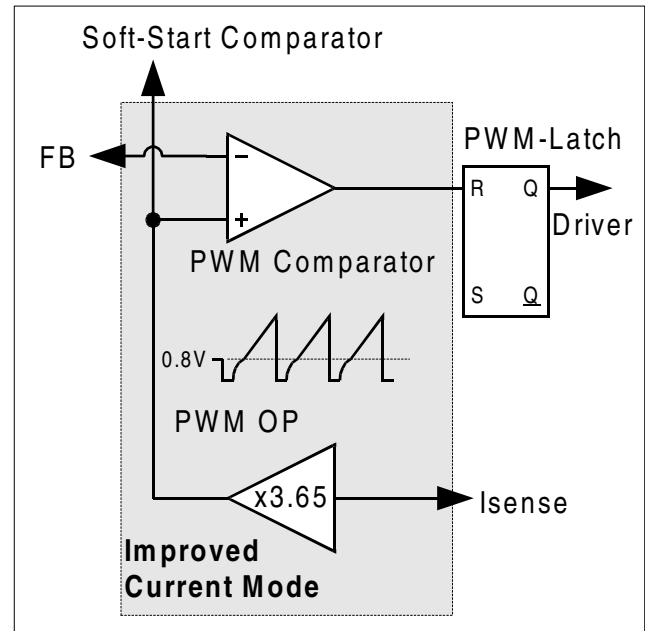 Soft-Start Comparator
FB
PWM-Latch
R Q
Driver
PWM Comparator
S Q
0.8V
PWM OP
x3.65
Isense
Improved
Current Mode